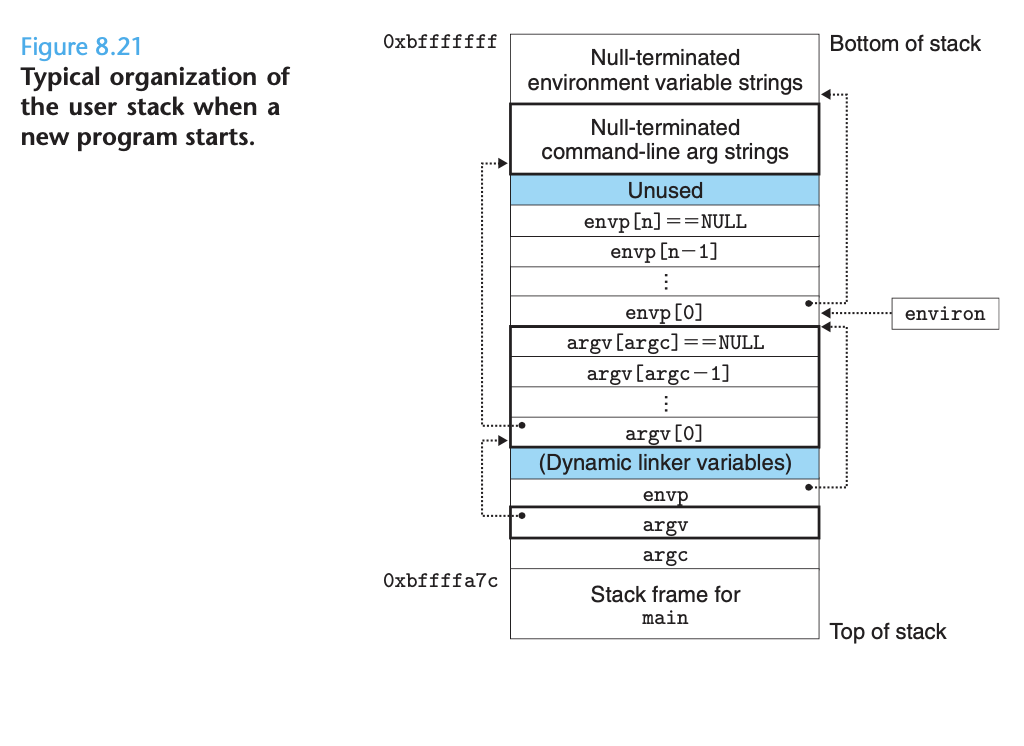 Figure 8.21
Typical organization of
the user stack when a
new program starts.
0xbfffffff
Bottom of stack
Null-terminated
environment variable strings
Null-terminated
command-line arg strings
Unused
envp[n]==NULL
envp[n−1]
⋮
envp[0]
environ
argv[argc]==NULL
argv[argc−1]
⋮
argv[0]
(Dynamic linker variables)
envp
argv
argc
0xbffffa7c
Stack frame for
main
Top of stack